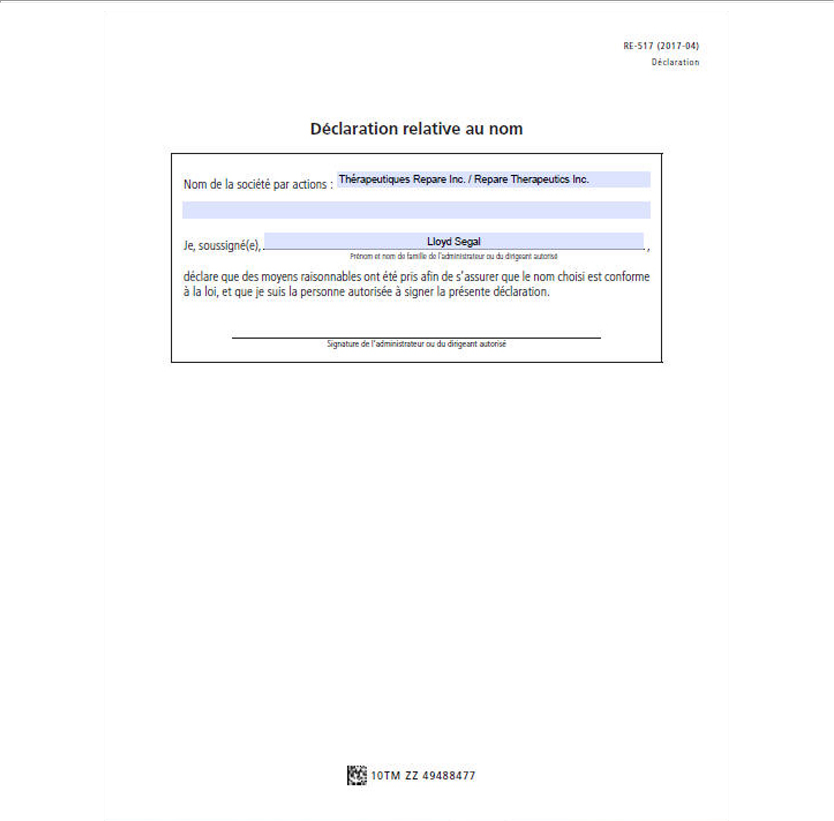 RE-517 (2017-04)
Déclaration
Déclaration relative au nom
Nom de la société par actions : Thérapeutiques Repare Inc. / Repare Therapeutics Inc.
Je, soussigné(e), Lloyd Segal ,
Prénom et nom de famille de l'administrateur ou du dirigeant autorisé
déclare que des moyens raisonnables ont été pris afin de s'assurer que le nom choisi est conforme
à la loi, et que je suis la personne autorisée à signer la présente déclaration.
Signature de l'administrateur ou du dirigeant autorisé
10TM ZZ 49488477